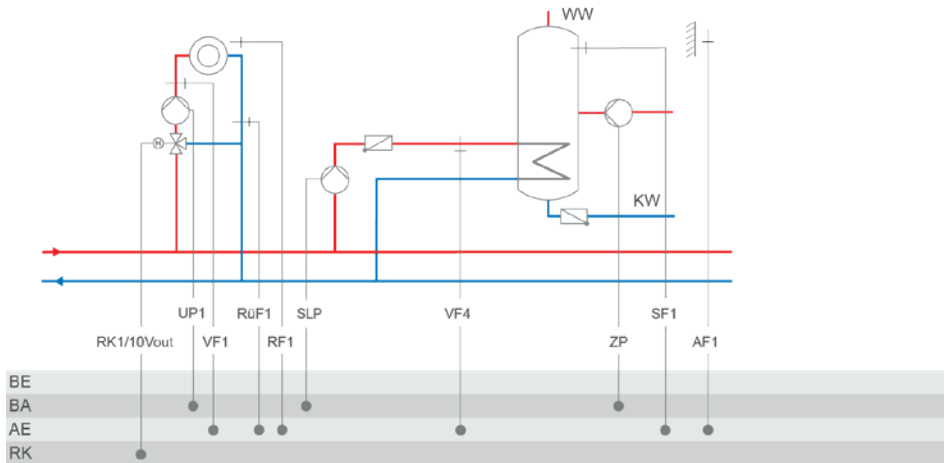 WW
M
KW
UP1 RüF1 SLP VF4 SF1
RK1/10Vout VF1 RF1 ZP AF1
BE
BA
AE
RK